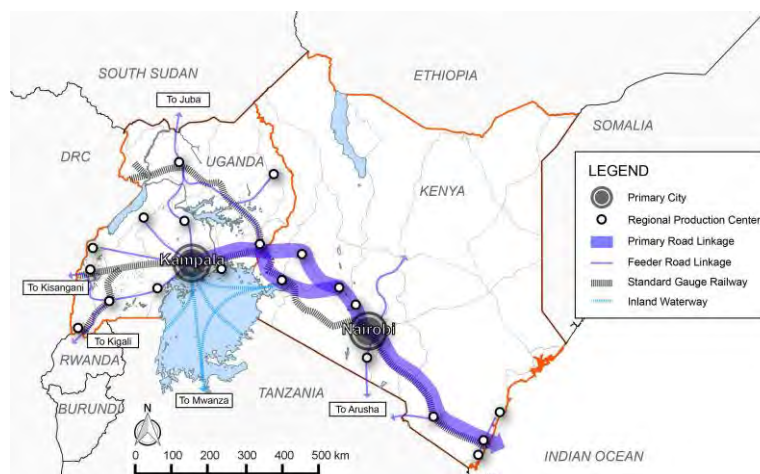 SOUTH SUDAN
ETHIOPIA
To Juba
SOMALIA
DRC
UGANDA
KENYA
LEGEND
Primary City
Regional Production Center
Primary Road Linkage
Feeder Road Linkage
Standard Gauge Railway
Inland Waterway
Kampala
To Kisangani
Nairobi
To Kigali
RWANDA
To Mwanza
TANZANIA
To Arusha
BURUNDI
N
INDIAN OCEAN
0 100 200 300 400 500 km